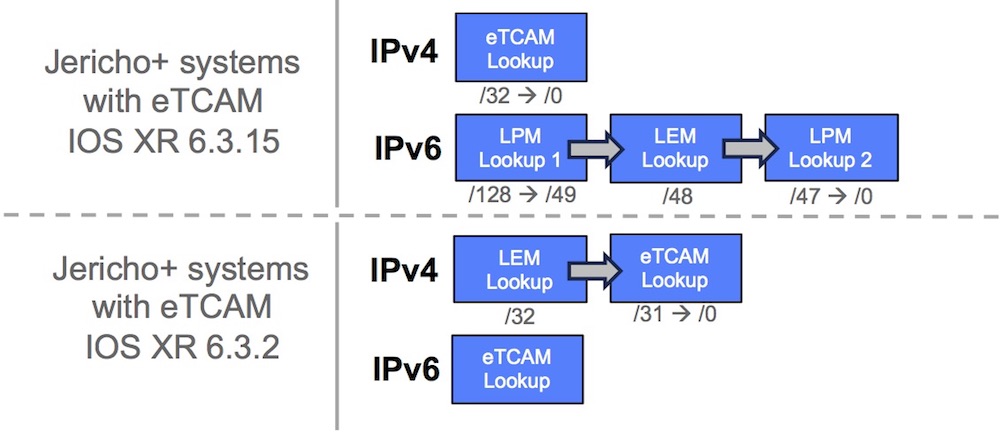 Jericho+ systems
with eTCAM
IOS XR 6.3.15
IPv4
eTCAM
Lookup
/32 → /0
IPv6
LPM
Lookup 1
LEM
Lookup
LPM
Lookup 2
/128 → /49
/48
/47 → /0
Jericho+ systems
with eTCAM
IOS XR 6.3.2
IPv4
LEM
Lookup
eTCAM
Lookup
/32
/31 → /0
IPv6
eTCAM
Lookup